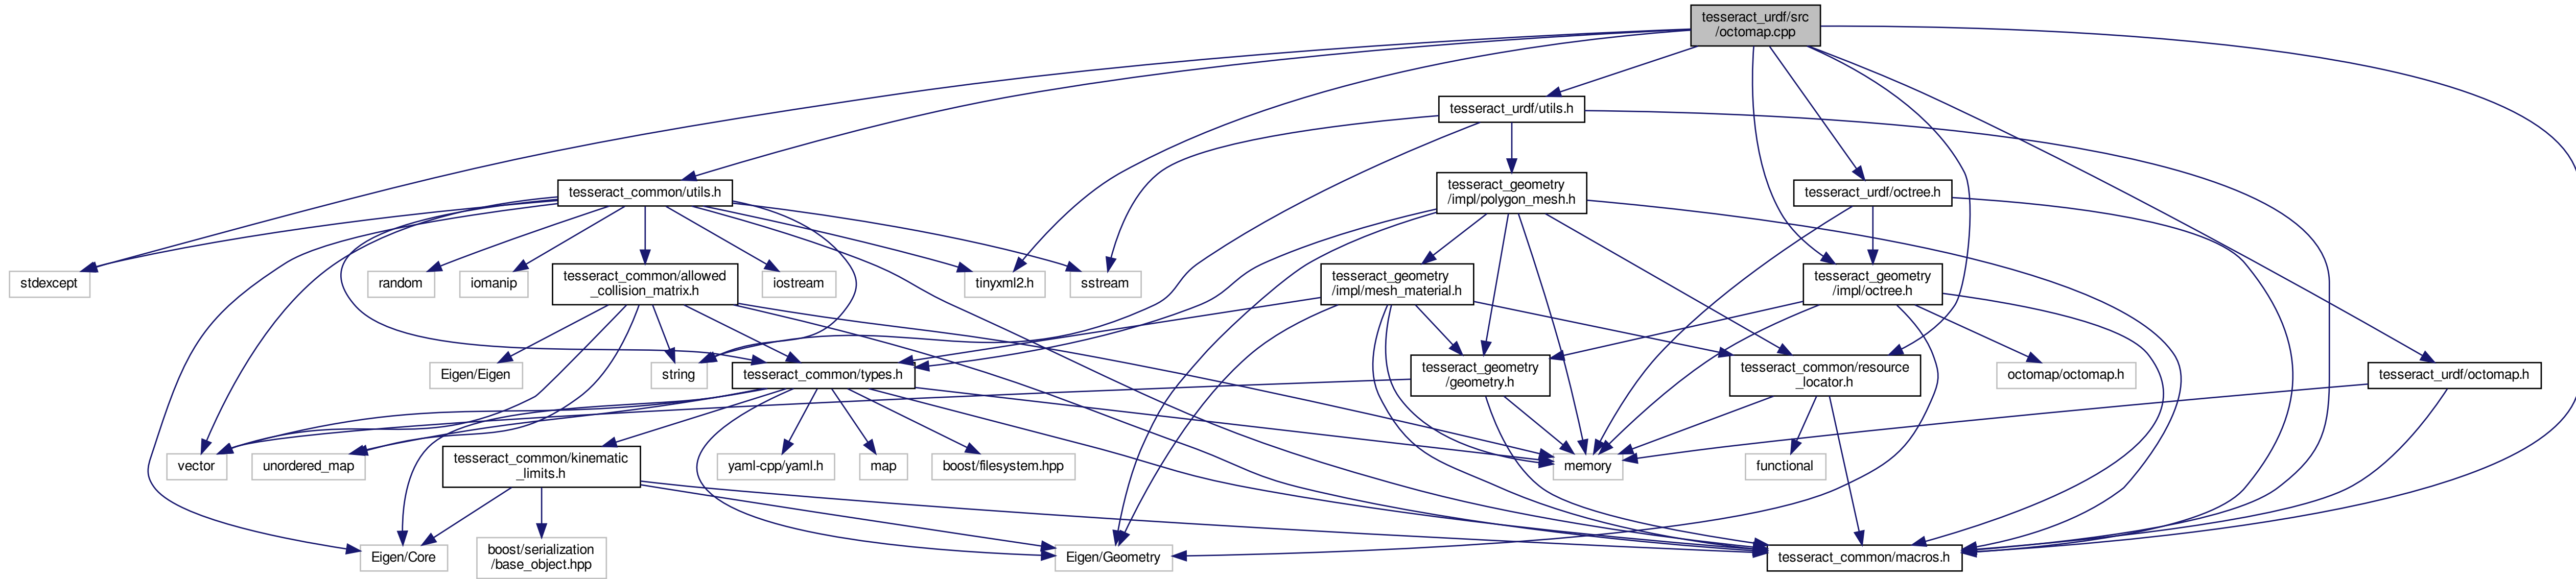 tesseract_urdf/src
/octomap.cpp
tesseract_urdf/utils.h
tesseract_common/utils.h
tesseract_geometry
/impl/polygon_mesh.h
tesseract_urdf/octree.h
stdexcept
random
iomanip
tesseract_common/allowed
_collision_matrix.h
iostream
tinyxml2.h
sstream
tesseract_geometry
/impl/mesh_material.h
tesseract_geometry
/impl/octree.h
Eigen/Eigen
string
tesseract_common/types.h
tesseract_geometry
/geometry.h
tesseract_common/resource
_locator.h
octomap/octomap.h
tesseract_urdf/octomap.h
vector
unordered_map
tesseract_common/kinematic
_limits.h
yaml-cpp/yaml.h
map
boost/filesystem.hpp
memory
functional
Eigen/Core
boost/serialization
/base_object.hpp
Eigen/Geometry
tesseract_common/macros.h